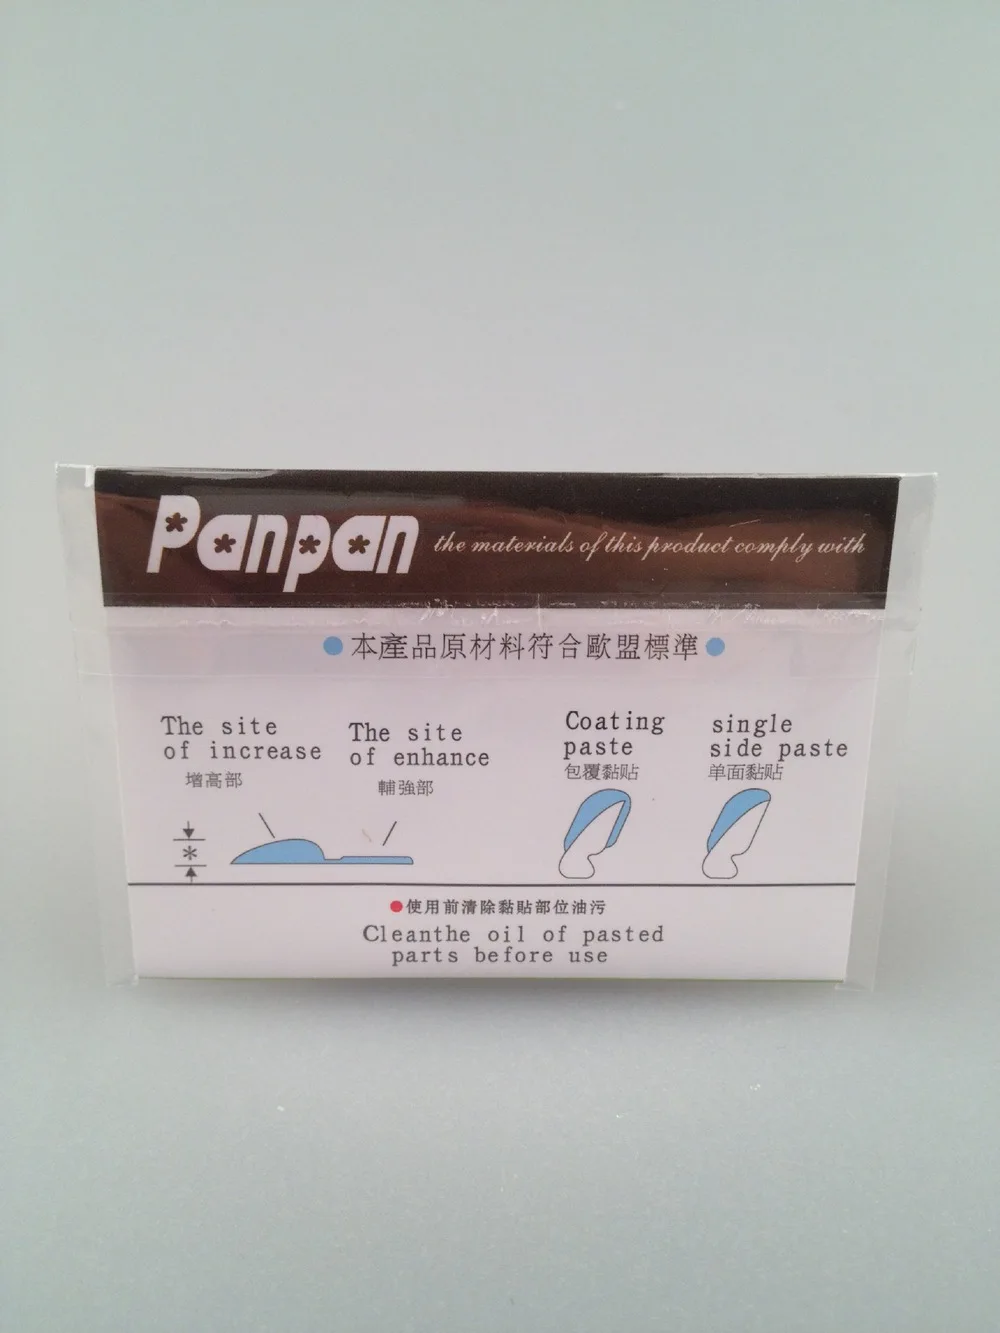 Panpan the materials of this product comply with
本產品原材料符合歐盟標準
The site
of increase
增高部
The site
of enhance
輔強部
Coating
paste
包覆黏貼
single
side paste
单面黏贴
*
使用前清除黏貼部位油污
Cleanthe oil of pasted
parts before use